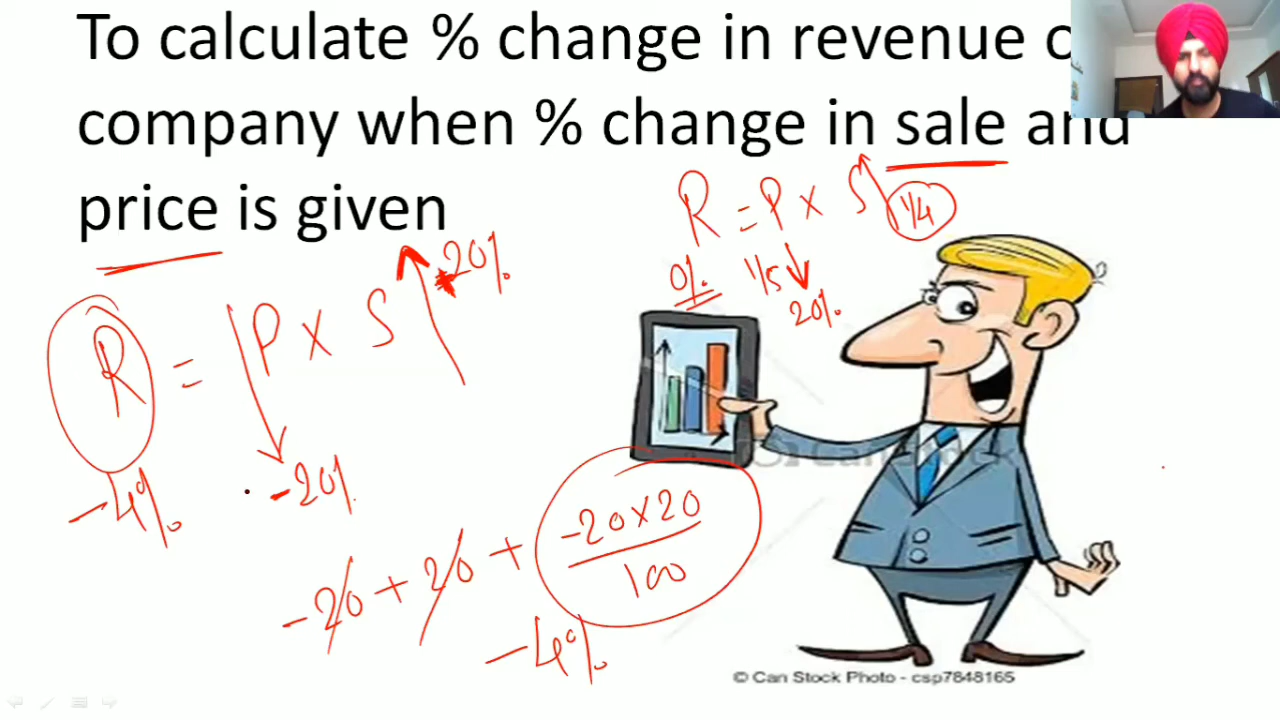 To calculate % change in revenue o
company when % change in sale and
price is given
R = P x S 1/4
0% 1/5 20%
R = P x S 20%
-4% -20%
-20 + 20 + -20x20
100
-4%
© Can Stock Photo - csp7848165